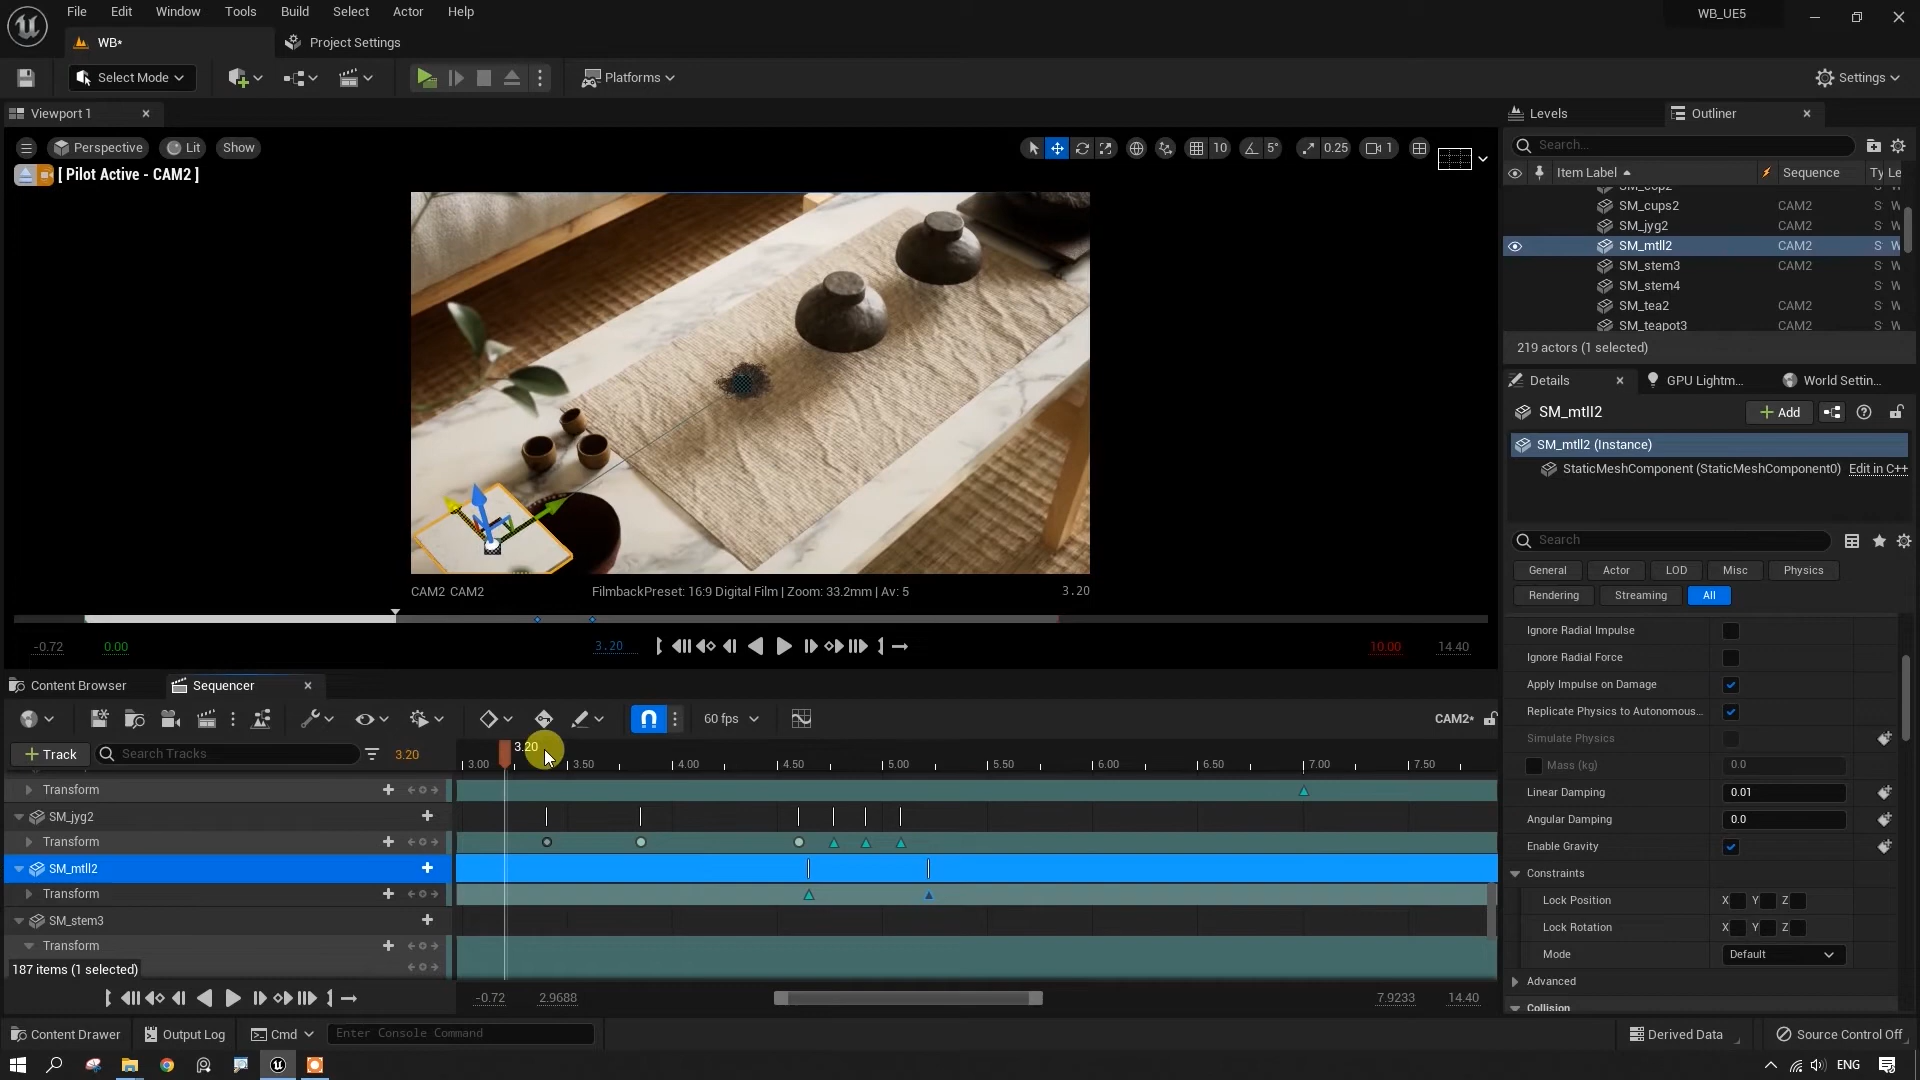 File Edit Window Tools Build Select Actor Help
WB_UE5
WB*
Project Settings
Select Mode
Platforms
Settings
Viewport 1
Levels
Outliner
Perspective
Lit
Show
10
5°
0.25
1
Search...
[ Pilot Active - CAM2 ]
Item Label
Sequence
Ty
Le
SM_cups2 CAM2 S W
SM_jyg2 CAM2 S W
SM_mtll2 CAM2 S W
SM_stem3 CAM2 S W
SM_stem4 S W
SM_tea2 CAM2 S W
SM_teapot3 CAM2 S W
219 actors (1 selected)
Details
GPU Lightm...
World Settin...
SM_mtll2
Add
SM_mtll2 (Instance)
StaticMeshComponent (StaticMeshComponent0) Edit in C++
Search
General Actor LOD Misc Physics
Rendering Streaming All
Ignore Radial Impulse
Ignore Radial Force
Apply Impulse on Damage
Replicate Physics to Autonomous...
Simulate Physics
Mass (kg) 0.0
Linear Damping 0.01
Angular Damping 0.0
Enable Gravity
Constraints
Lock Position X Y Z
Lock Rotation X Y Z
Mode Default
Advanced
Collision
CAM2 CAM2
FilmbackPreset: 16:9 Digital Film | Zoom: 33.2mm | Av: 5
3.20
-0.72
0.00
3.20
10.00
14.40
Content Browser
Sequencer
60 fps
CAM2*
Track
Search Tracks
3.20
3.20
3.00 3.50 4.00 4.50 5.00 5.50 6.00 6.50 7.00 7.50
Transform
SM_jyg2
Transform
SM_mtll2
Transform
SM_stem3
Transform
187 items (1 selected)
-0.72
2.9688
7.9233
14.40
Content Drawer
Output Log
Cmd
Enter Console Command
Derived Data
Source Control Off
ENG